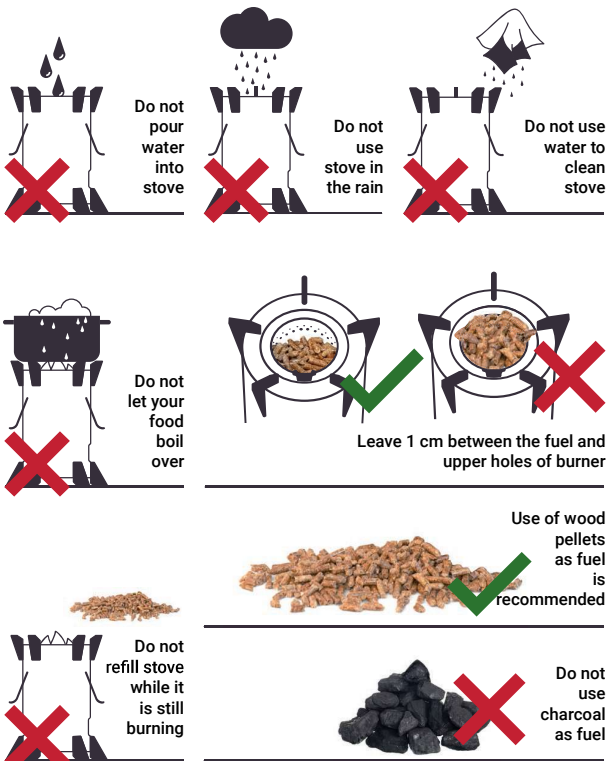 Do not
pour
water
into
stove
Do not
use
stove in
the rain
Do not use
water to
clean
stove
Do not
let your
food
boil
over
Leave 1 cm between the fuel and
upper holes of burner
Use of wood
pellets
as fuel
is
recommended
Do not
refill stove
while it
is still
burning
Do not
use
charcoal
as fuel